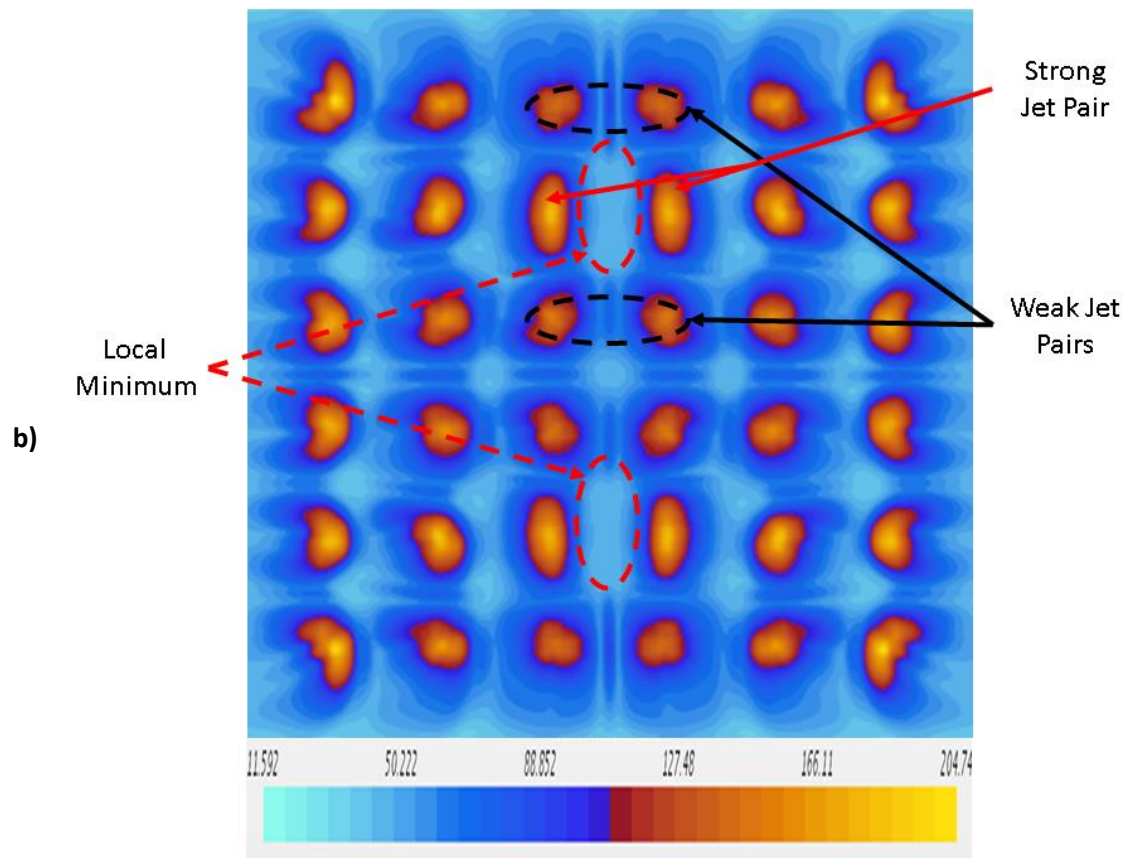 Strong
Jet Pair
Weak Jet
Pairs
Local
Minimum
b)
11.592 50.222 88.852 127.48 166.11 204.74